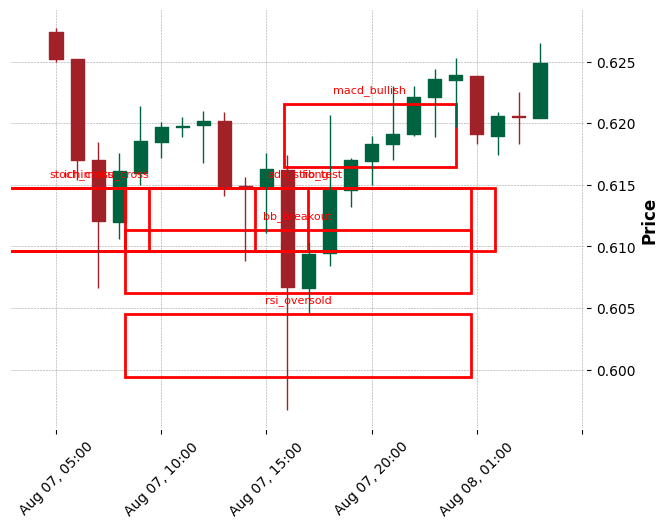 0.625
macd_bullish
0.620
0.615
fib_test
bb_breakout
0.610
rsi_oversold
0.605
0.600
Price
Aug 07, 05:00
Aug 07, 10:00
Aug 07, 15:00
Aug 07, 20:00
Aug 08, 01:00